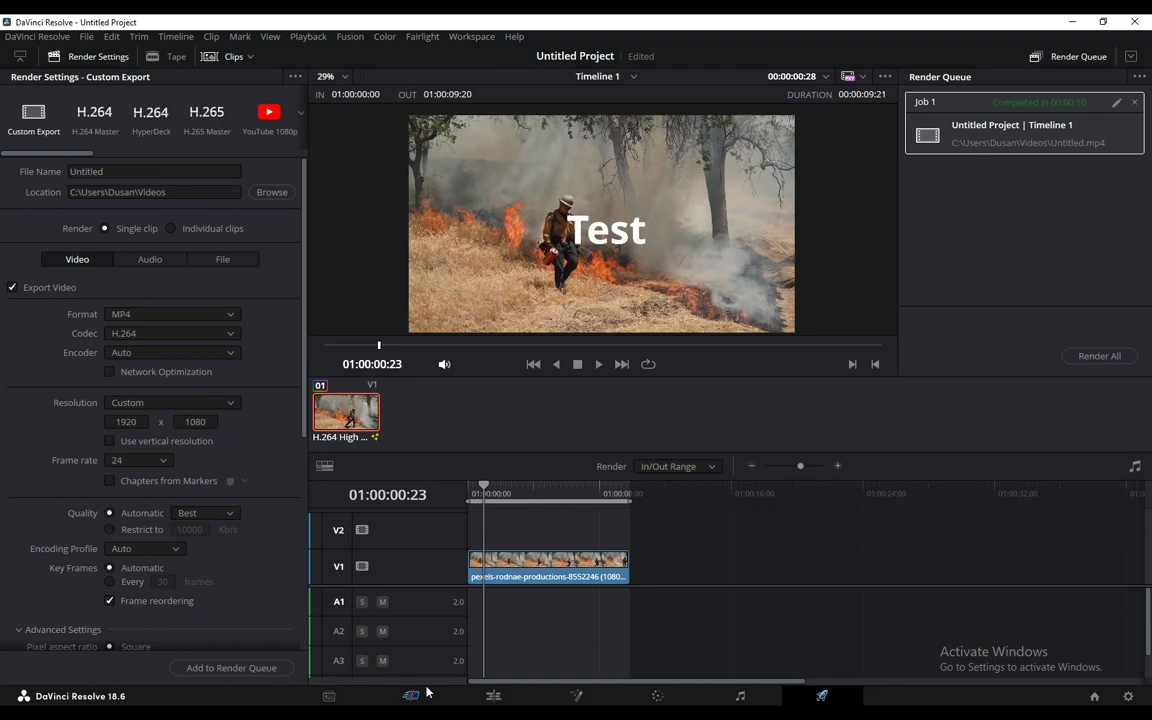 DaVinci Resolve - Untitled Project
DaVinci Resolve File Edit Trim Timeline Clip Mark View Playback Fusion Color Fairlight Workspace Help
Render Settings Tape Clips Untitled Project Edited Render Queue
Render Settings - Custom Export 29% Timeline 1 00:00:00:28 Render Queue
IN 01:00:00:00 OUT 01:00:09:20 DURATION 00:00:09:21
Job 1 Completed in 00:00:10
Untitled Project | Timeline 1
C:\Users\Dusan\Videos\Untitled.mp4
H.264 H.264 H.265
Custom Export H.264 Master HyperDeck H.265 Master YouTube 1080p
File Name Untitled
Location C:\Users\Dusan\Videos Browse
Render Single clip Individual clips
Test
Video Audio File
Export Video
Format MP4
Codec H.264
Encoder Auto
Network Optimization
01:00:00:23
Render All
01 V1
H.264 High ...
Resolution Custom
1920 x 1080
Use vertical resolution
Frame rate 24
Chapters from Markers
Render In/Out Range
01:00:00:23 01:00:00:00 01:00:08:00 01:00:16:00 01:00:24:00 01:00:32:00
Quality Automatic Best
Restrict to 10000 Kb/s
Encoding Profile Auto
Key Frames Automatic
Every 30 frames
Frame reordering
Advanced Settings
Pixel aspect ratio Square
Add to Render Queue
V2
V1
pexels-rodnae-productions-8552246 (1080...
A1 S M 2.0
A2 S M 2.0
A3 S M 2.0
Activate Windows
Go to Settings to activate Windows.
DaVinci Resolve 18.6